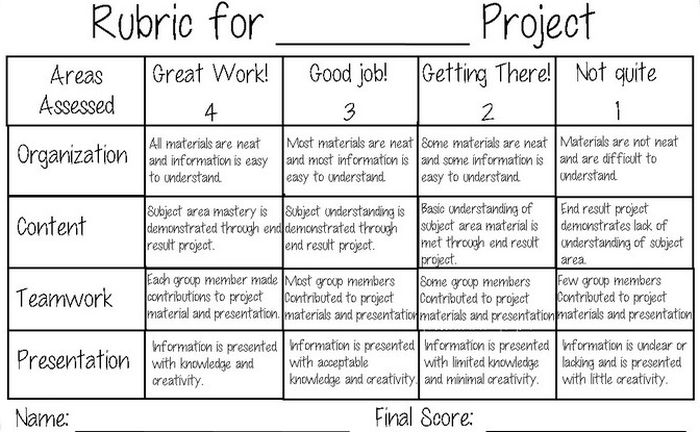 Rubric for ____________ Project
Areas Assessed
Great Work!
4
Good job!
3
Getting There!
2
Not quite
1
Organization
All materials are neat
and information is easy
to understand.
Most materials are neat
and most information is
easy to understand.
Some materials are neat
and some information is
easy to understand.
Materials are not neat
and are difficult to
understand.
Content
Subject area mastery is
demonstrated through end
result project.
Subject understanding is
demonstrated through
end result project.
Basic understanding of
subject area material is
met through end result
project.
End result project
demonstrates lack of
understanding of subject
area.
Teamwork
Each group member made
contributions to project
material and presentation.
Most group members
Contributed to project
materials and presentation
Some group members
Contributed to project
materials and presentation
Few group members
Contributed to project
materials and presentation
Presentation
Information is presented
with knowledge and
creativity.
Information is presented
with acceptable
knowledge and creativity.
Information is presented
with limited knowledge
and minimal creativity.
Information is unclear or
lacking and is presented
with little creativity.
Name: ____________ Final Score: ____________